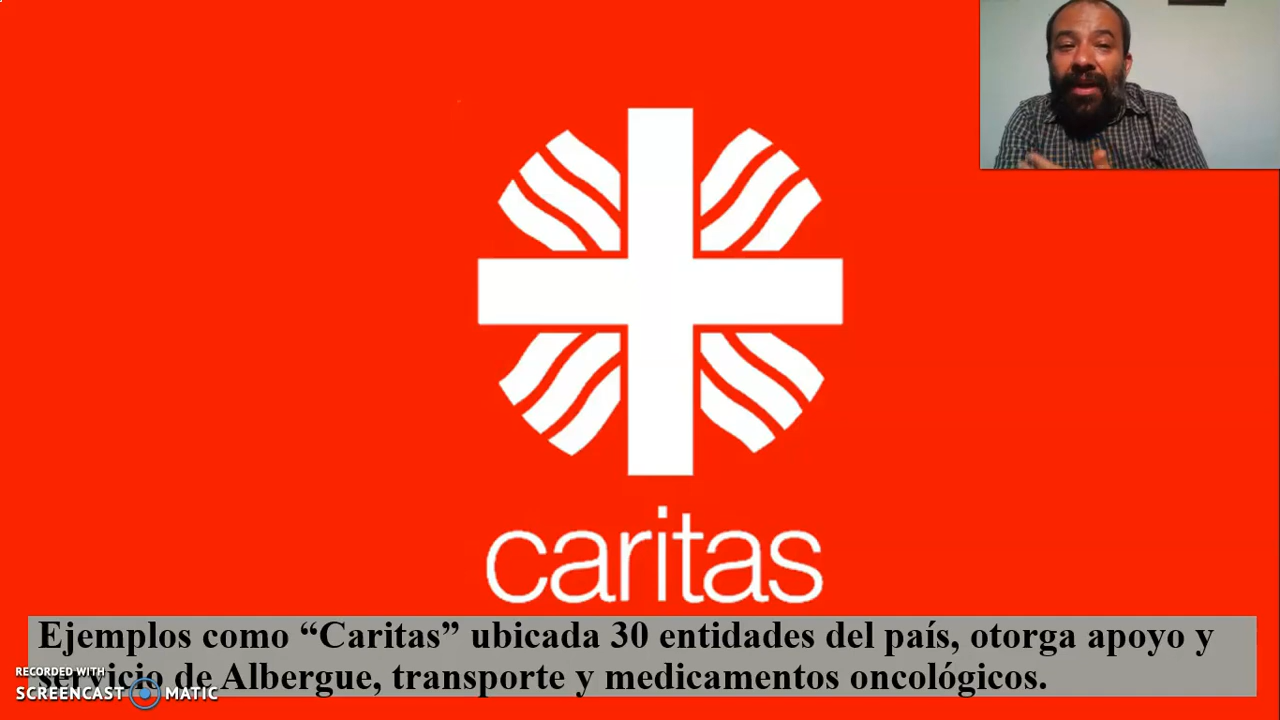 caritas
Ejemplos como “Caritas” ubicada 30 entidades del país, otorga apoyo y
servicio de Albergue, transporte y medicamentos oncológicos.
RECORDED WITH
SCREENCAST MATIC